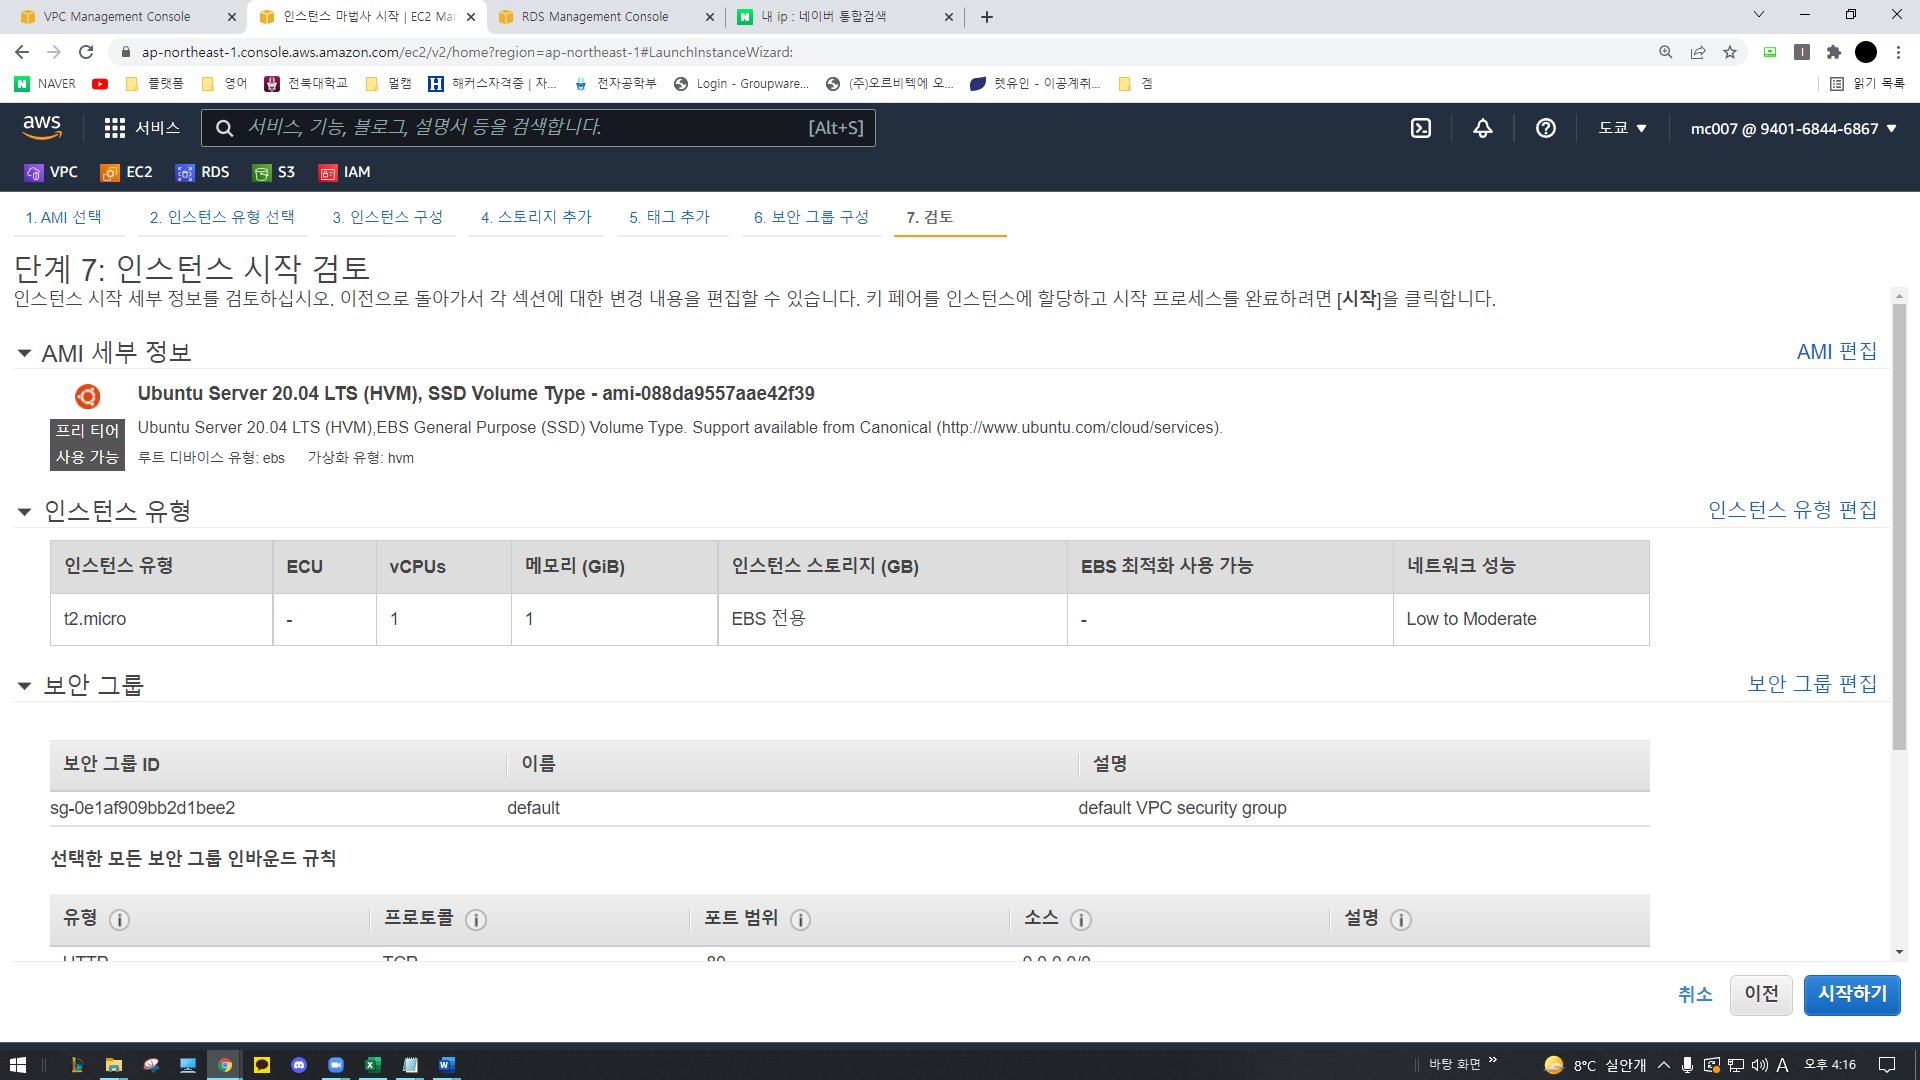 VPC Management Console
인스턴스 마법사 시작 | EC2 Mar
RDS Management Console
내 ip : 네이버 통합검색
ap-northeast-1.console.aws.amazon.com/ec2/v2/home?region=ap-northeast-1#LaunchInstanceWizard:
NAVER
플랫폼
영어
전북대학교
멀캠
해커스자격증 | 자...
전자공학부
Login - Groupware...
(주)오르비텍에 오...
렛유인 - 이공계취...
겜
읽기 목록
aws
서비스
서비스, 기능, 블로그, 설명서 등을 검색합니다.
[Alt+S]
도쿄
mc007 @ 9401-6844-6867
VPC
EC2
RDS
S3
IAM
1. AMI 선택
2. 인스턴스 유형 선택
3. 인스턴스 구성
4. 스토리지 추가
5. 태그 추가
6. 보안 그룹 구성
7. 검토
단계 7: 인스턴스 시작 검토
인스턴스 시작 세부 정보를 검토하십시오. 이전으로 돌아가서 각 섹션에 대한 변경 내용을 편집할 수 있습니다. 키 페어를 인스턴스에 할당하고 시작 프로세스를 완료하려면 [시작]을 클릭합니다.
AMI 세부 정보
AMI 편집
Ubuntu Server 20.04 LTS (HVM), SSD Volume Type - ami-088da9557aae42f39
프리 티어
사용 가능
Ubuntu Server 20.04 LTS (HVM),EBS General Purpose (SSD) Volume Type. Support available from Canonical (http://www.ubuntu.com/cloud/services).
루트 디바이스 유형: ebs 가상화 유형: hvm
인스턴스 유형
인스턴스 유형 편집
인스턴스 유형 ECU vCPUs 메모리 (GiB) 인스턴스 스토리지 (GB) EBS 최적화 사용 가능 네트워크 성능
t2.micro - 1 1 EBS 전용 - Low to Moderate
보안 그룹
보안 그룹 편집
보안 그룹 ID 이름 설명
sg-0e1af909bb2d1bee2 default default VPC security group
선택한 모든 보안 그룹 인바운드 규칙
유형 프로토콜 포트 범위 소스 설명
HTTP TCP 80 0.0.0.0/0
취소
이전
시작하기
바탕 화면
8°C 실안개
A
오후 4:16